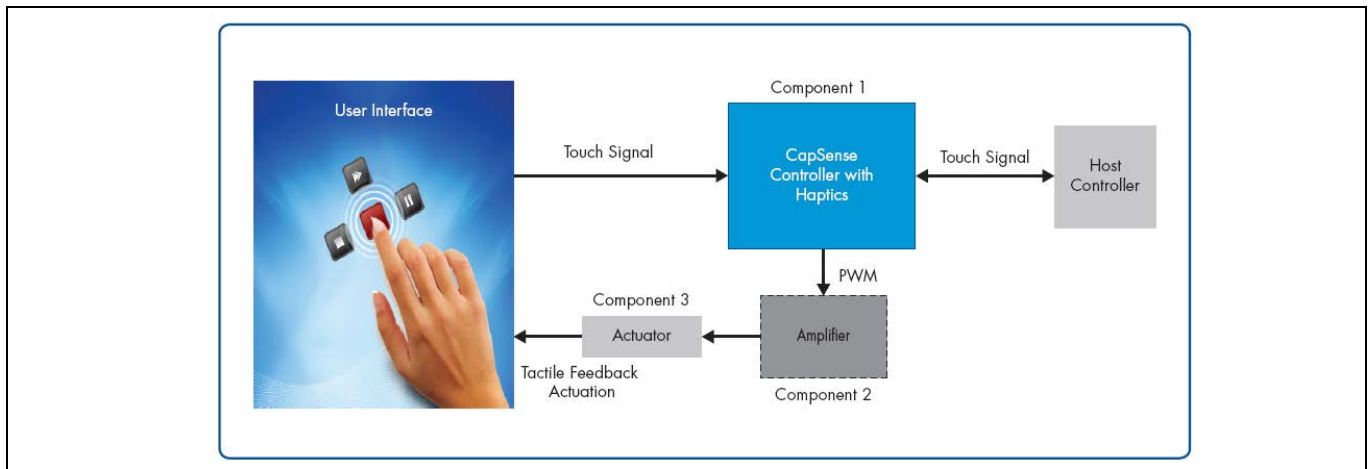 Component 1
User Interface
Touch Signal
CapSense
Controller with
Haptics
Touch Signal
Host
Controller
PWM
Component 3
Actuator
Amplifier
Tactile Feedback
Actuation
Component 2